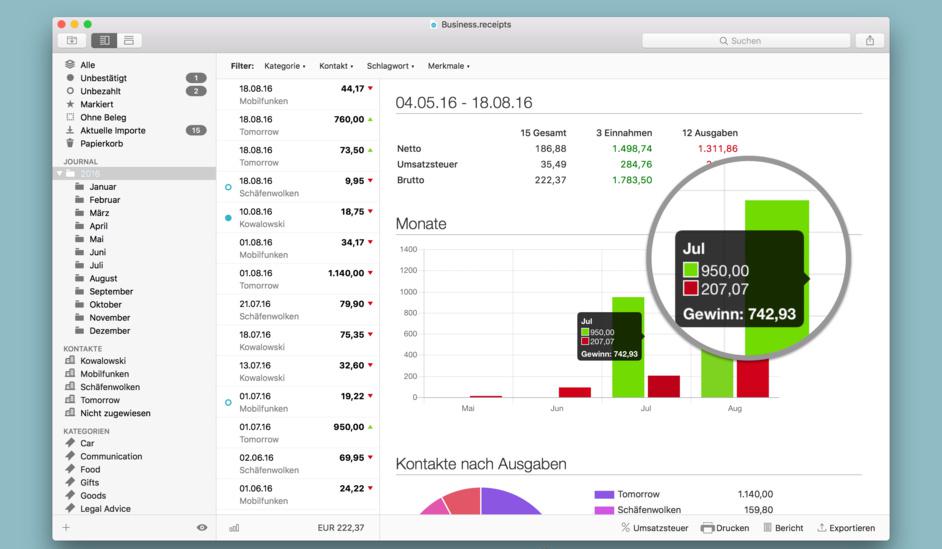 Business.receipts
Suchen
Alle
Unbestätigt 1
Unbezahlt 2
Markiert
Ohne Beleg
Aktuelle Importe 15
Papierkorb
JOURNAL
2016
Januar
Februar
März
April
Mai
Juni
Juli
August
September
Oktober
November
Dezember
KONTAKTE
Kowalowski
Mobilfunken
Schäfenwolken
Tomorrow
Nicht zugewiesen
KATEGORIEN
Car
Communication
Food
Gifts
Goods
Legal Advice
Filter: Kategorie Kontakt Schlagwort Merkmale
18.08.16 44,17
Mobilfunken
18.08.16 760,00
Tomorrow
18.08.16 73,50
Tomorrow
18.08.16 9,95
Schäfenwolken
10.08.16 18,75
Kowalowski
01.08.16 34,17
Mobilfunken
01.08.16 1.140,00
Tomorrow
21.07.16 79,90
Schäfenwolken
18.07.16 75,35
Kowalowski
13.07.16 32,60
Kowalowski
01.07.16 19,22
Mobilfunken
01.07.16 950,00
Tomorrow
02.06.16 69,95
Schäfenwolken
01.06.16 24,22
Mobilfunken
EUR 222,37
04.05.16 - 18.08.16
15 Gesamt 3 Einnahmen 12 Ausgaben
Netto 186,88 1.498,74 1.311,86
Umsatzsteuer 35,49 284,76
Brutto 222,37 1.783,50
Monate
1400
1200
1000
800
600
400
200
0
Mai Jun Jul Aug
Jul
950,00
207,07
Gewinn: 742,93
Jul
950,00
207,07
Gewinn: 742,93
Kontakte nach Ausgaben
Tomorrow 1.140,00
Schäfenwolken 159,80
Umsatzsteuer Drucken Bericht Exportieren